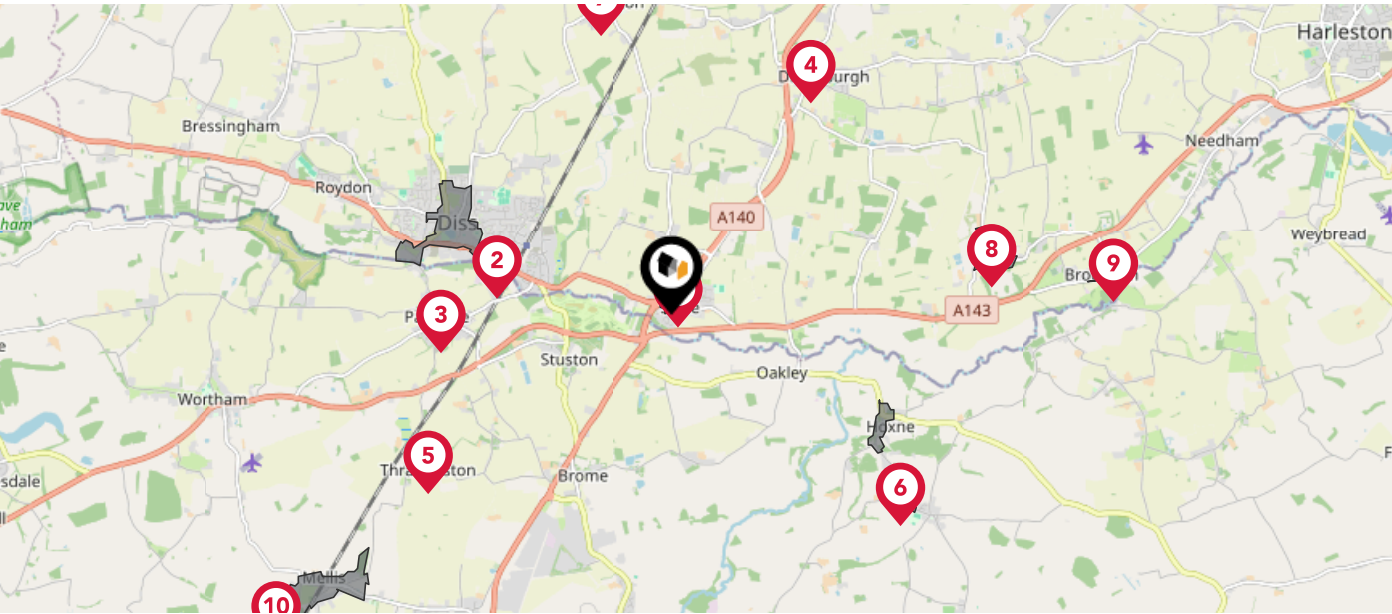 Harleston
4
Bressingham
Needham
Roydon
A140
Diss
Weybread
8
2
9
3
A143
Stuston
Oakley
Wortham
Hoxne
5
Brome
6
Mellis
10